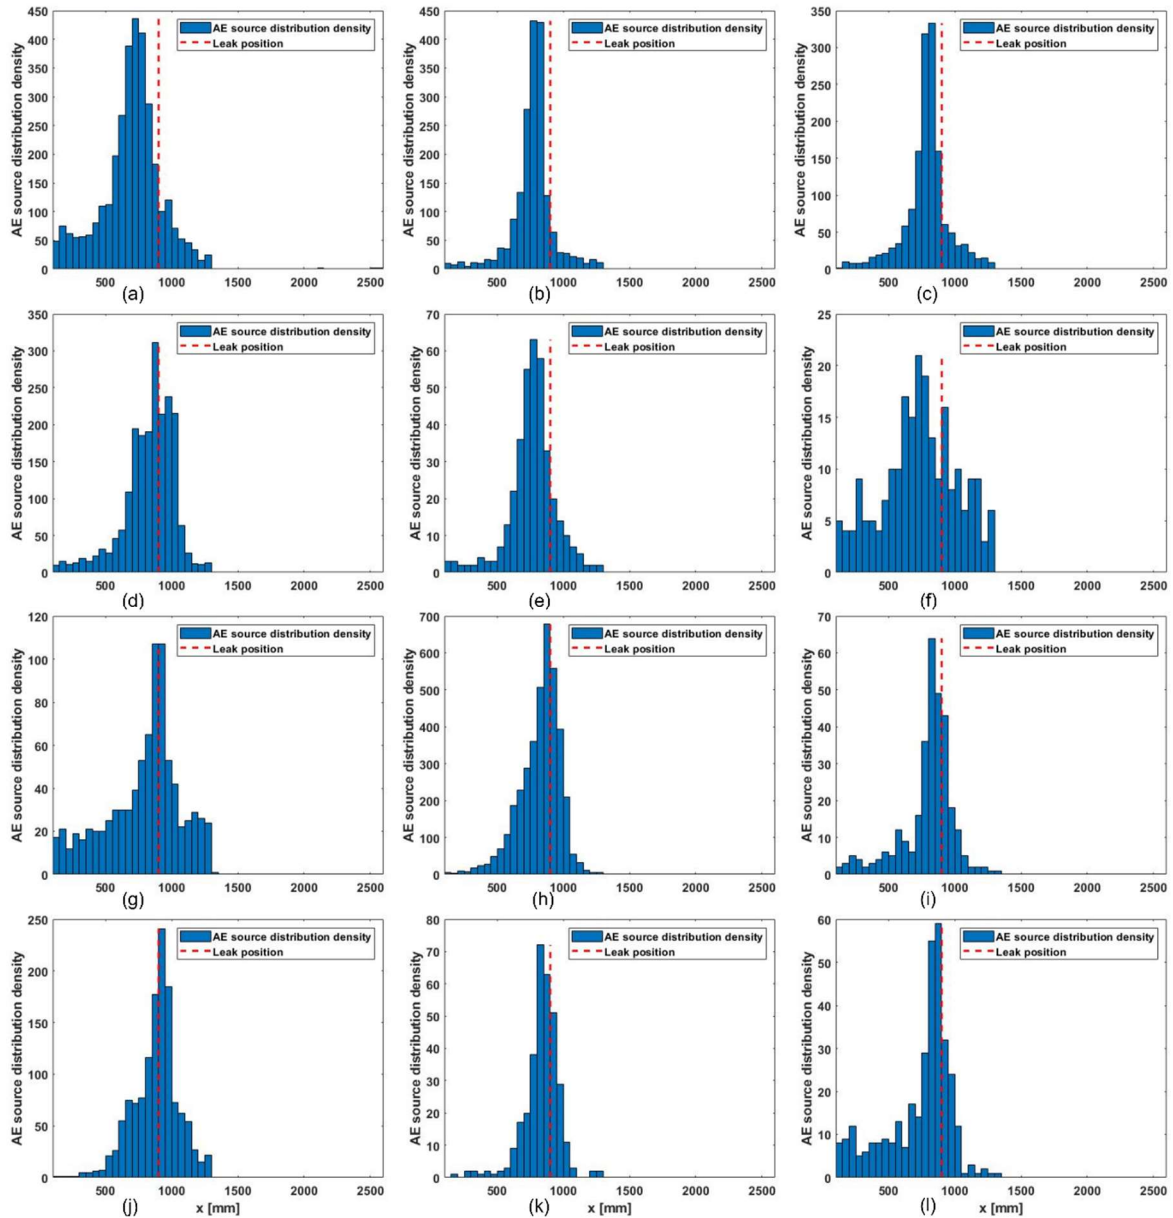 450
400
350
300
250
200
150
100
50
0
AE source distribution density
AE source distribution density
Leak position
500 1000 1500 2000 2500
(a)
450
400
350
300
250
200
150
100
50
0
AE source distribution density
AE source distribution density
Leak position
500 1000 1500 2000 2500
(b)
350
300
250
200
150
100
50
0
AE source distribution density
AE source distribution density
Leak position
500 1000 1500 2000 2500
(c)
350
300
250
200
150
100
50
0
AE source distribution density
AE source distribution density
Leak position
500 1000 1500 2000 2500
(d)
70
60
50
40
30
20
10
0
AE source distribution density
AE source distribution density
Leak position
500 1000 1500 2000 2500
(e)
25
20
15
10
5
0
AE source distribution density
AE source distribution density
Leak position
500 1000 1500 2000 2500
(f)
120
100
80
60
40
20
0
AE source distribution density
AE source distribution density
Leak position
500 1000 1500 2000 2500
(g)
700
600
500
400
300
200
100
0
AE source distribution density
AE source distribution density
Leak position
500 1000 1500 2000 2500
(h)
70
60
50
40
30
20
10
0
AE source distribution density
AE source distribution density
Leak position
500 1000 1500 2000 2500
(i)
250
200
150
100
50
0
AE source distribution density
AE source distribution density
Leak position
500 1000 1500 2000 2500
(j)
x [mm]
80
70
60
50
40
30
20
10
0
AE source distribution density
AE source distribution density
Leak position
500 1000 1500 2000 2500
(k)
x [mm]
60
50
40
30
20
10
0
AE source distribution density
AE source distribution density
Leak position
500 1000 1500 2000 2500
(l)
x [mm]